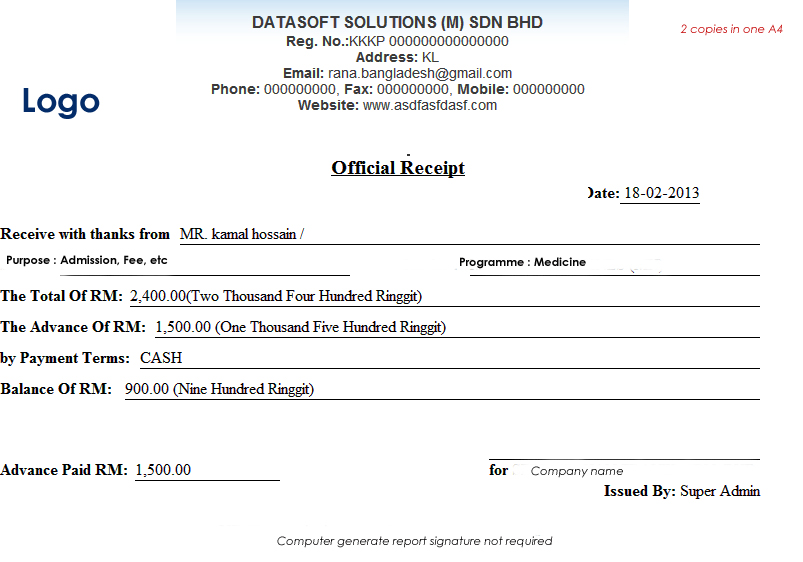 DATASOFT SOLUTIONS (M) SDN BHD
2 copies in one A4
Reg. No.:KKKP 000000000000000
Address: KL
Email: rana.bangladesh@gmail.com
Phone: 000000000, Fax: 000000000, Mobile: 000000000
Website: www.asdfasfdasf.com
Logo
Official Receipt
Date: 18-02-2013
Receive with thanks from MR. kamal hossain /
Purpose : Admission, Fee, etc Programme : Medicine
The Total Of RM: 2,400.00(Two Thousand Four Hundred Ringgit)
The Advance Of RM: 1,500.00 (One Thousand Five Hundred Ringgit)
by Payment Terms: CASH
Balance Of RM: 900.00 (Nine Hundred Ringgit)
Advance Paid RM: 1,500.00 for Company name
Issued By: Super Admin
Computer generate report signature not required